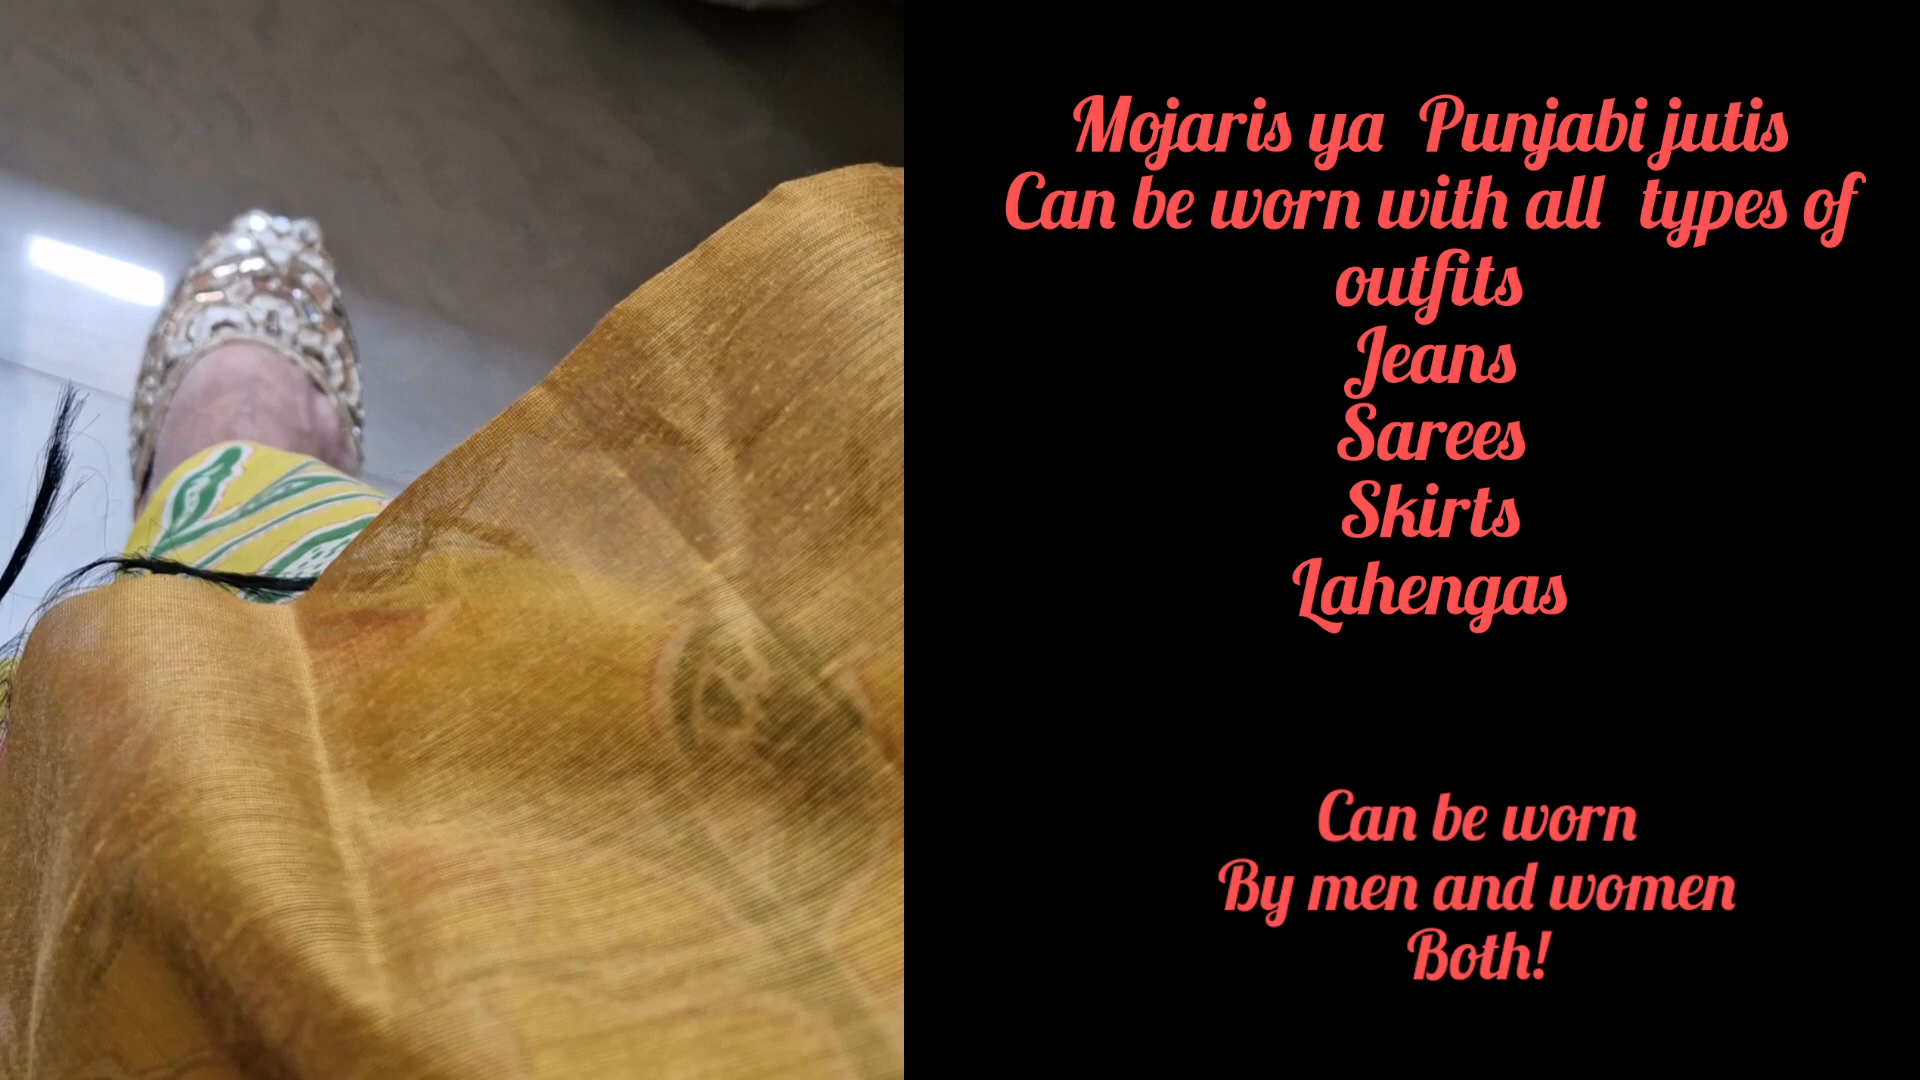 Mojaris ya Punjabi jutis
Can be worn with all types of
outfits
Jeans
Sarees
Skirts
Lahengas
Can be worn
By men and women
Both!